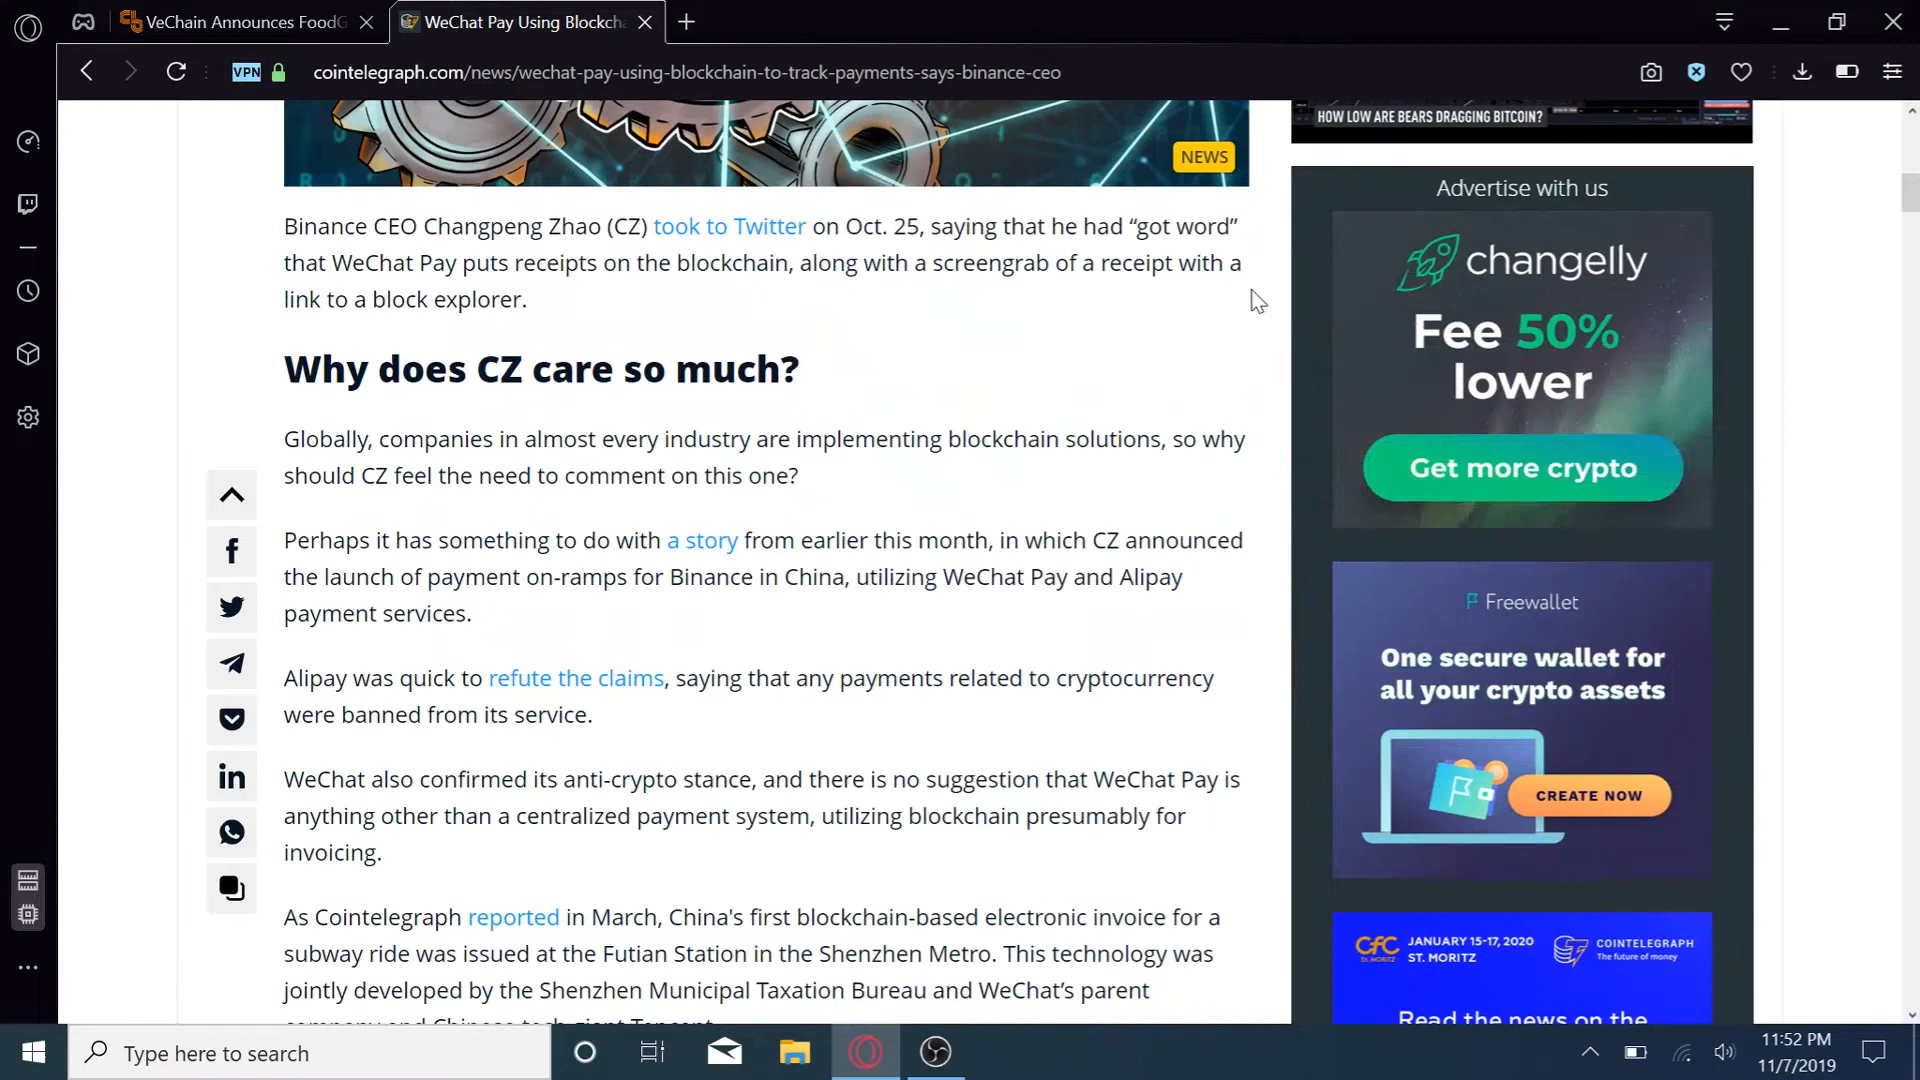 VeChain Announces FoodG
WeChat Pay Using Blockcha
VPN
cointelegraph.com/news/wechat-pay-using-blockchain-to-track-payments-says-binance-ceo
HOW LOW ARE BEARS DRAGGING BITCOIN?
NEWS
Binance CEO Changpeng Zhao (CZ) took to Twitter on Oct. 25, saying that he had “got word”
that WeChat Pay puts receipts on the blockchain, along with a screengrab of a receipt with a
link to a block explorer.
Why does CZ care so much?
Globally, companies in almost every industry are implementing blockchain solutions, so why
should CZ feel the need to comment on this one?
Perhaps it has something to do with a story from earlier this month, in which CZ announced
the launch of payment on-ramps for Binance in China, utilizing WeChat Pay and Alipay
payment services.
Alipay was quick to refute the claims, saying that any payments related to cryptocurrency
were banned from its service.
WeChat also confirmed its anti-crypto stance, and there is no suggestion that WeChat Pay is
anything other than a centralized payment system, utilizing blockchain presumably for
invoicing.
As Cointelegraph reported in March, China's first blockchain-based electronic invoice for a
subway ride was issued at the Futian Station in the Shenzhen Metro. This technology was
jointly developed by the Shenzhen Municipal Taxation Bureau and WeChat’s parent
company and Chinese tech giant Tencent.
Advertise with us
changelly
Fee 50%
lower
Get more crypto
Freewallet
One secure wallet for
all your crypto assets
CREATE NOW
CFC
ST. MORITZ
JANUARY 15-17, 2020
ST. MORITZ
COINTELEGRAPH
The future of money
Read the news on the
Type here to search
11:52 PM
11/7/2019